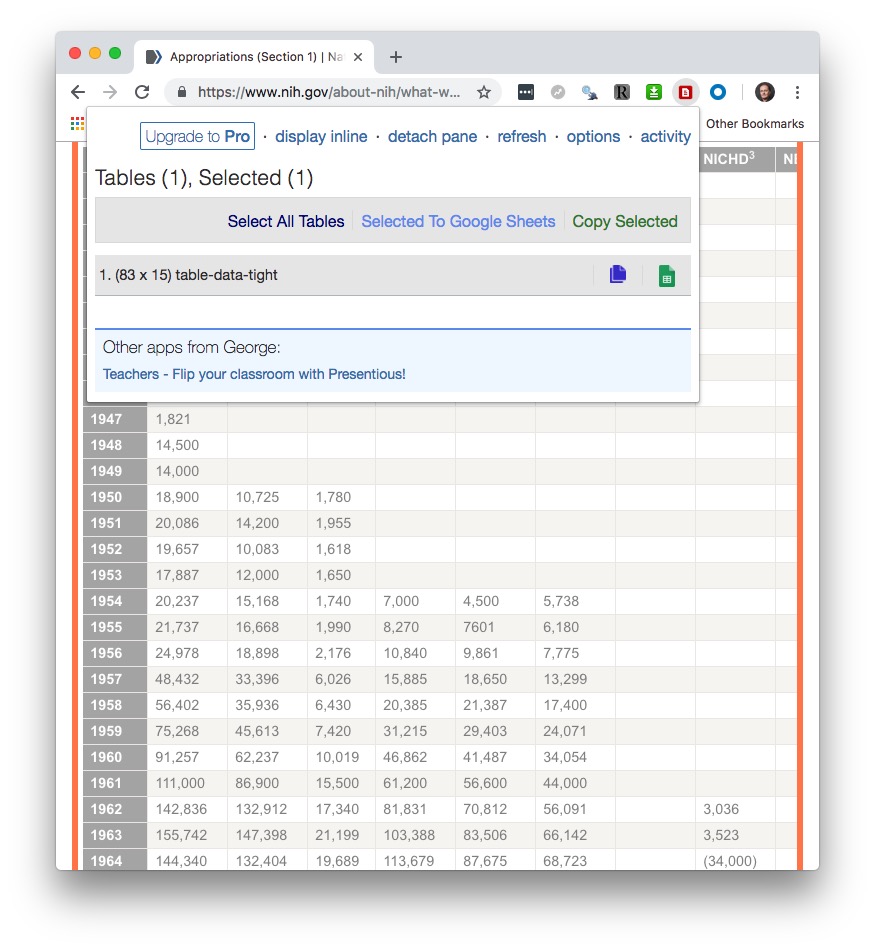 Appropriations (Section 1) | Na
https://www.nih.gov/about-nih/what-w...
R
Other Bookmarks
Upgrade to Pro · display inline · detach pane · refresh · options · activity
Tables (1), Selected (1)
Select All Tables Selected To Google Sheets Copy Selected
1. (83 x 15) table-data-tight
Other apps from George:
Teachers - Flip your classroom with Presentious!
NICHD3 NI
1947 1,821
1948 14,500
1949 14,000
1950 18,900 10,725 1,780
1951 20,086 14,200 1,955
1952 19,657 10,083 1,618
1953 17,887 12,000 1,650
1954 20,237 15,168 1,740 7,000 4,500 5,738
1955 21,737 16,668 1,990 8,270 7601 6,180
1956 24,978 18,898 2,176 10,840 9,861 7,775
1957 48,432 33,396 6,026 15,885 18,650 13,299
1958 56,402 35,936 6,430 20,385 21,387 17,400
1959 75,268 45,613 7,420 31,215 29,403 24,071
1960 91,257 62,237 10,019 46,862 41,487 34,054
1961 111,000 86,900 15,500 61,200 56,600 44,000
1962 142,836 132,912 17,340 81,831 70,812 56,091 3,036
1963 155,742 147,398 21,199 103,388 83,506 66,142 3,523
1964 144,340 132,404 19,689 113,679 87,675 68,723 (34,000)